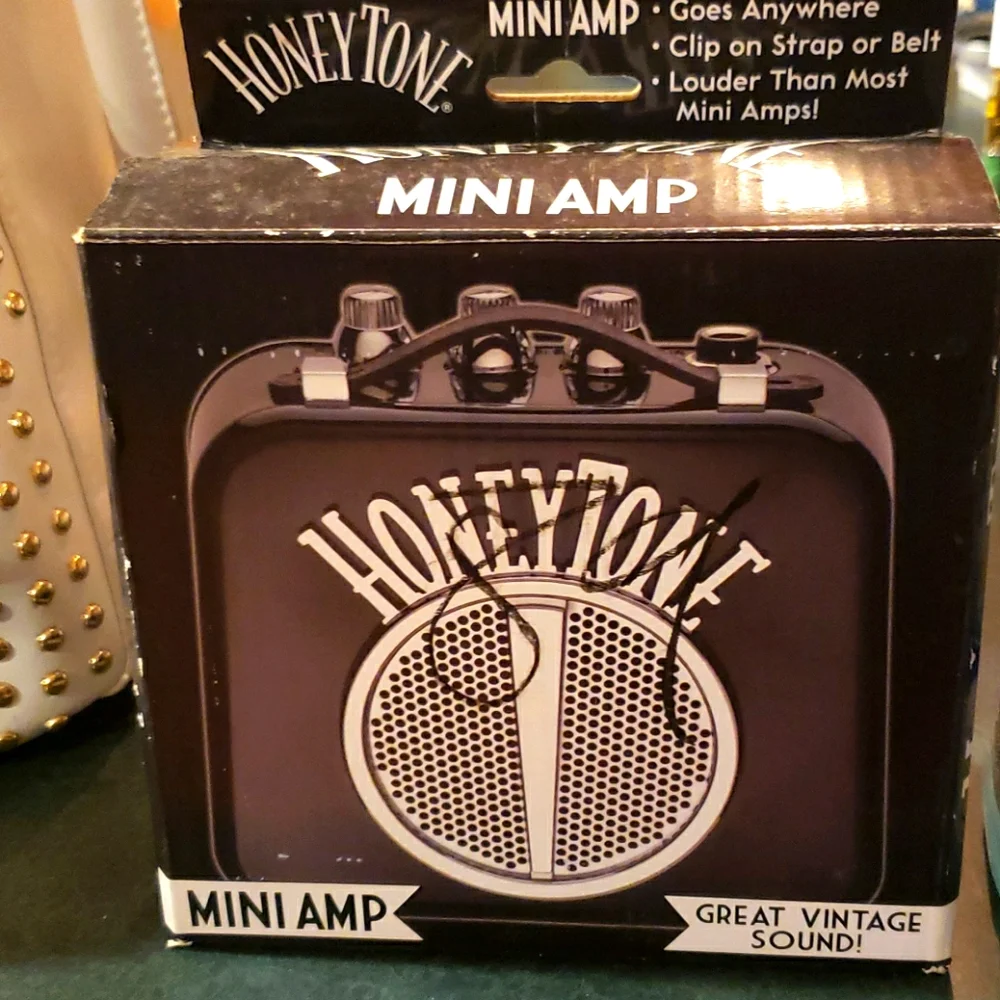 HONEYTONE®
MINI AMP
• Goes Anywhere
• Clip on Strap or Belt
• Louder Than Most
Mini Amps!
HONEYTONE
MINI AMP
HONEYTONE
MINI AMP
GREAT VINTAGE
SOUND!